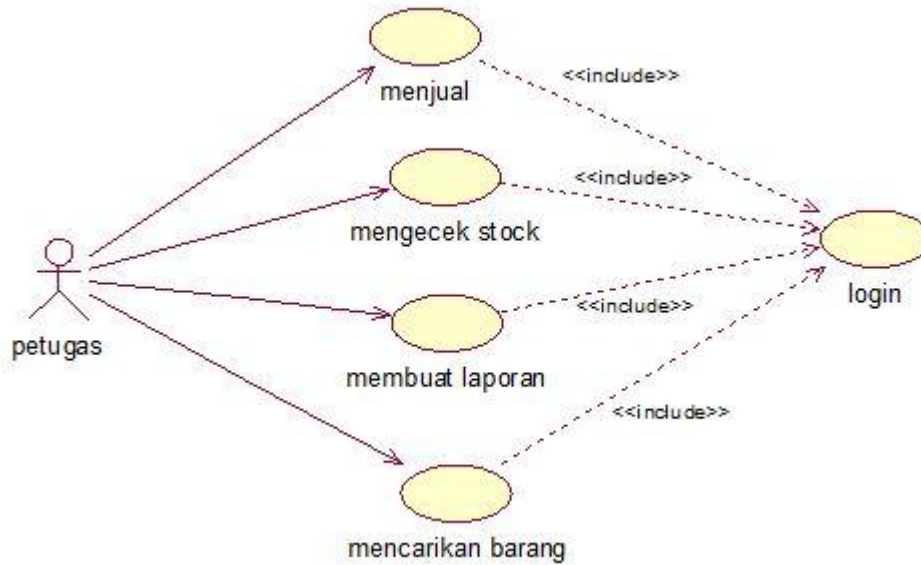 menjual
<<include>>
mengecek stock
<<include>>
login
petugas
membuat laporan
<<include>>
mencarikan barang
<<include>>